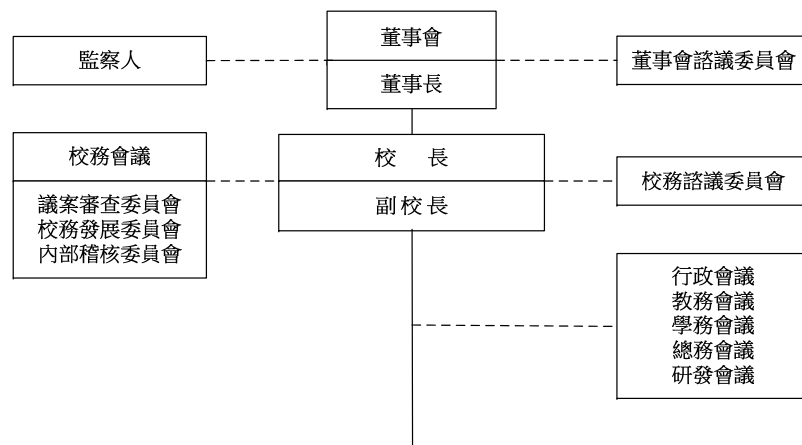 董事會
董事長
監察人
董事會諮議委員會
校務會議
議案審查委員會
校務發展委員會
內部稽核委員會
校　長
副校長
校務諮議委員會
行政會議
教務會議
學務會議
總務會議
研發會議